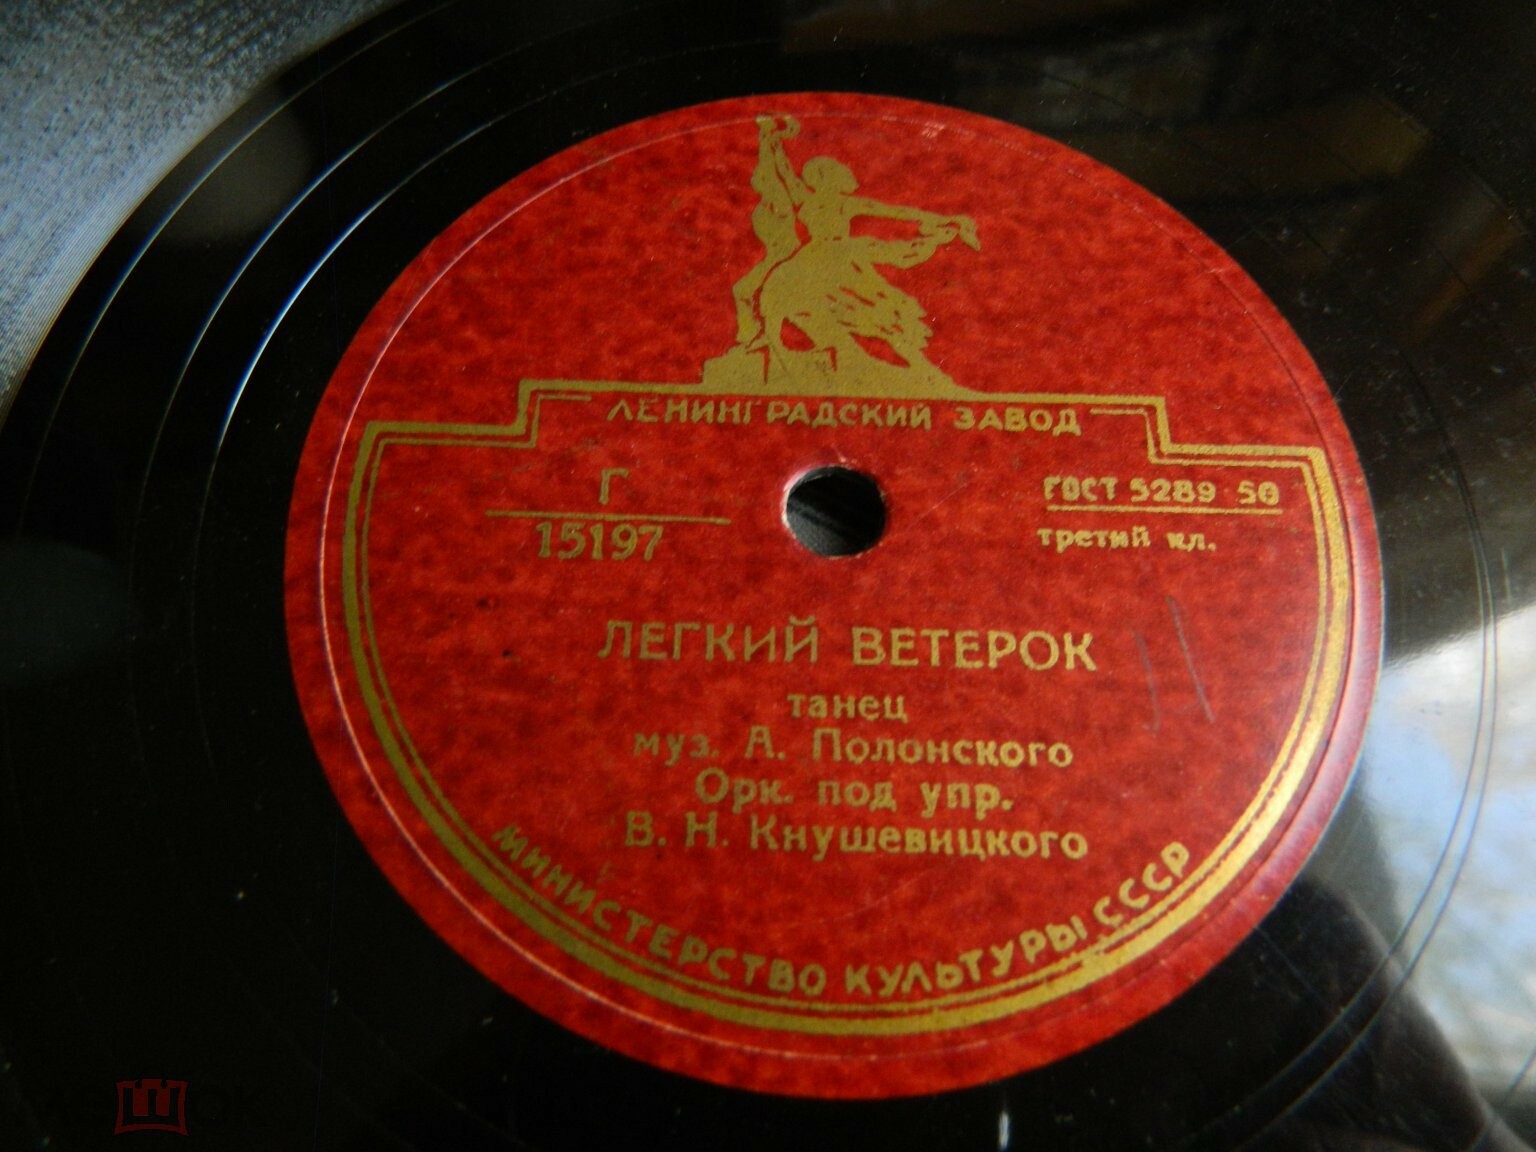 ЛЕНИНГРАДСКИЙ ЗАВОД
Г
15197
ГОСТ 5289 50
третий кл.
ЛЕГКИЙ ВЕТЕРОК
танец
муз. А. Полонского
Орк. под упр.
В. Н. Кнушевицкого
МИНИСТЕРСТВО КУЛЬТУРЫ СССР